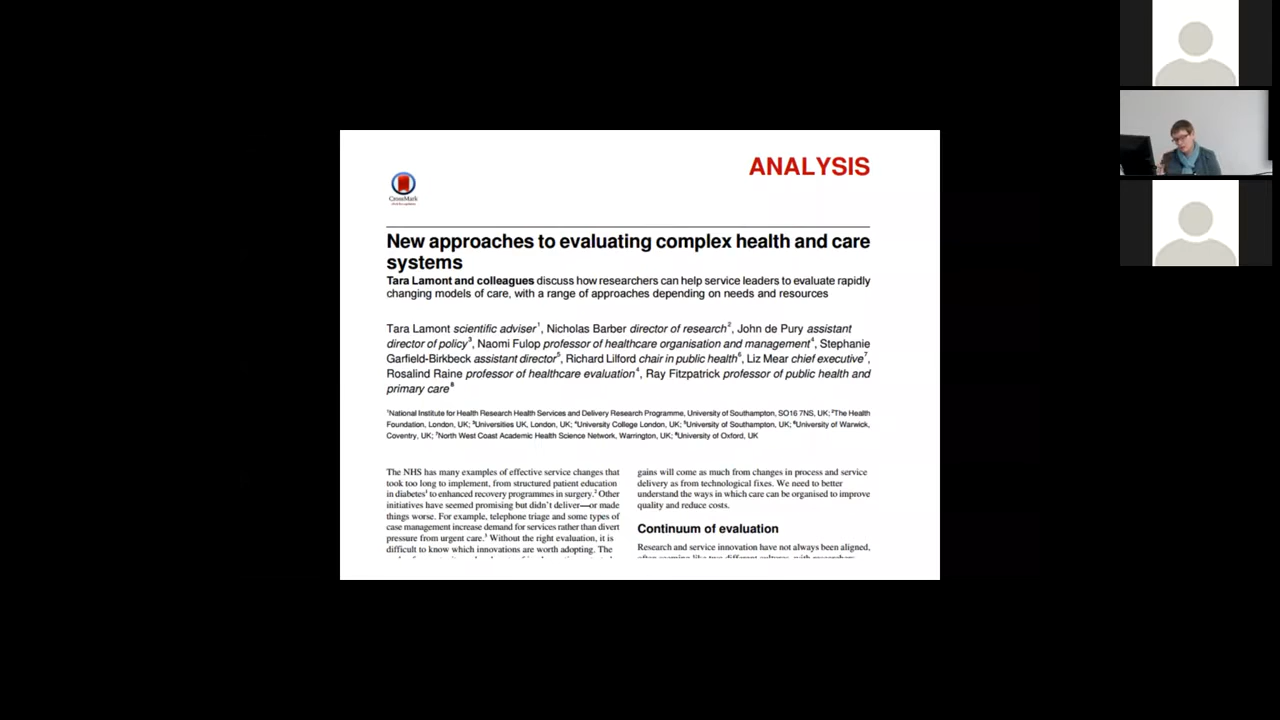 ANALYSIS
CrossMark
New approaches to evaluating complex health and care
systems
Tara Lamont and colleagues discuss how researchers can help service leaders to evaluate rapidly
changing models of care, with a range of approaches depending on needs and resources
Tara Lamont scientific adviser¹, Nicholas Barber director of research², John de Pury assistant
director of policy³, Naomi Fulop professor of healthcare organisation and management⁴, Stephanie
Garfield-Birkbeck assistant director⁵, Richard Lilford chair in public health⁶, Liz Mear chief executive⁷,
Rosalind Raine professor of healthcare evaluation⁴, Ray Fitzpatrick professor of public health and
primary care⁸
¹National Institute for Health Research Health Services and Delivery Research Programme, University of Southampton, SO16 7NS, UK; ²The Health
Foundation, London, UK; ³Universities UK, London, UK; ⁴University College London, UK; ⁵University of Southampton, UK; ⁶University of Warwick,
Coventry, UK; ⁷North West Coast Academic Health Science Network, Warrington, UK; ⁸University of Oxford, UK
The NHS has many examples of effective service changes that
took too long to implement, from structured patient education
in diabetes¹ to enhanced recovery programmes in surgery.² Other
initiatives have seemed promising but didn't deliver—or made
things worse. For example, telephone triage and some types of
case management increase demand for services rather than divert
pressure from urgent care.³ Without the right evaluation, it is
difficult to know which innovations are worth adopting. The
gains will come as much from changes in process and service
delivery as from technological fixes. We need to better
understand the ways in which care can be organised to improve
quality and reduce costs.
Continuum of evaluation
Research and service innovation have not always been aligned,